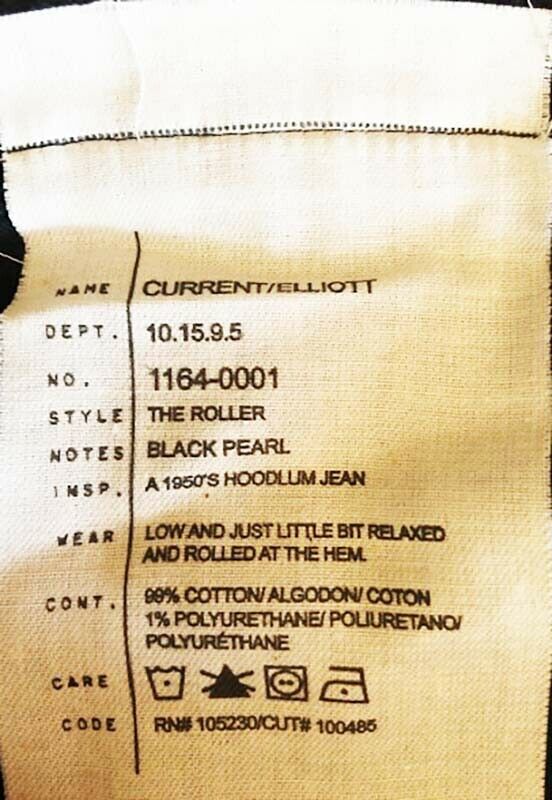 NAME CURRENT/ELLIOTT
DEPT. 10.15.9.5
NO. 1164-0001
STYLE THE ROLLER
NOTES BLACK PEARL
INSP. A 1950'S HOODLUM JEAN
WEAR LOW AND JUST LITTLE BIT RELAXED
AND ROLLED AT THE HEM.
CONT. 99% COTTON/ ALGODON/ COTON
1% POLYURETHANE/ POLIURETANO/
POLYURÉTHANE
CARE
CODE RN# 105230/CUT# 100485